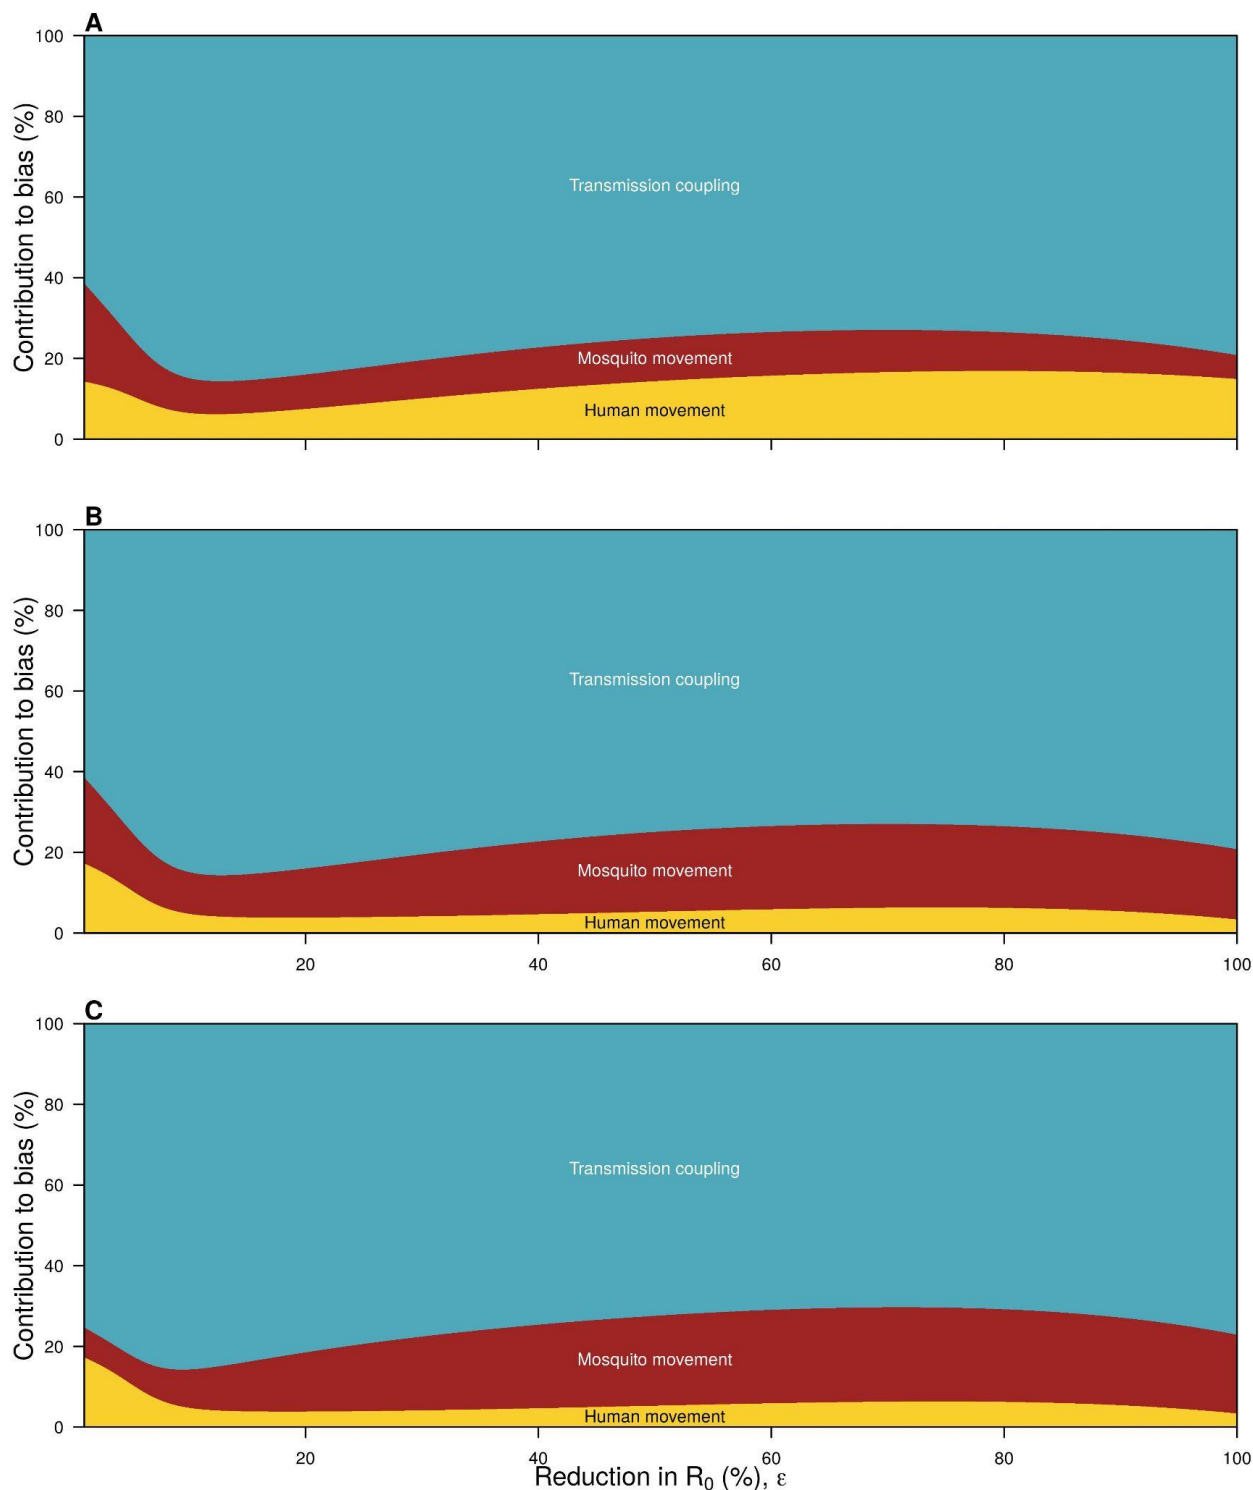 A
Contribution to bias (%)
100
80
60
40
20
0
Transmission coupling
Mosquito movement
Human movement
B
Contribution to bias (%)
100
80
60
40
20
0
Transmission coupling
Mosquito movement
Human movement
20 40 60 80 100
C
Contribution to bias (%)
100
80
60
40
20
0
Transmission coupling
Mosquito movement
Human movement
20 40 60 80 100
Reduction in R₀ (%), ε